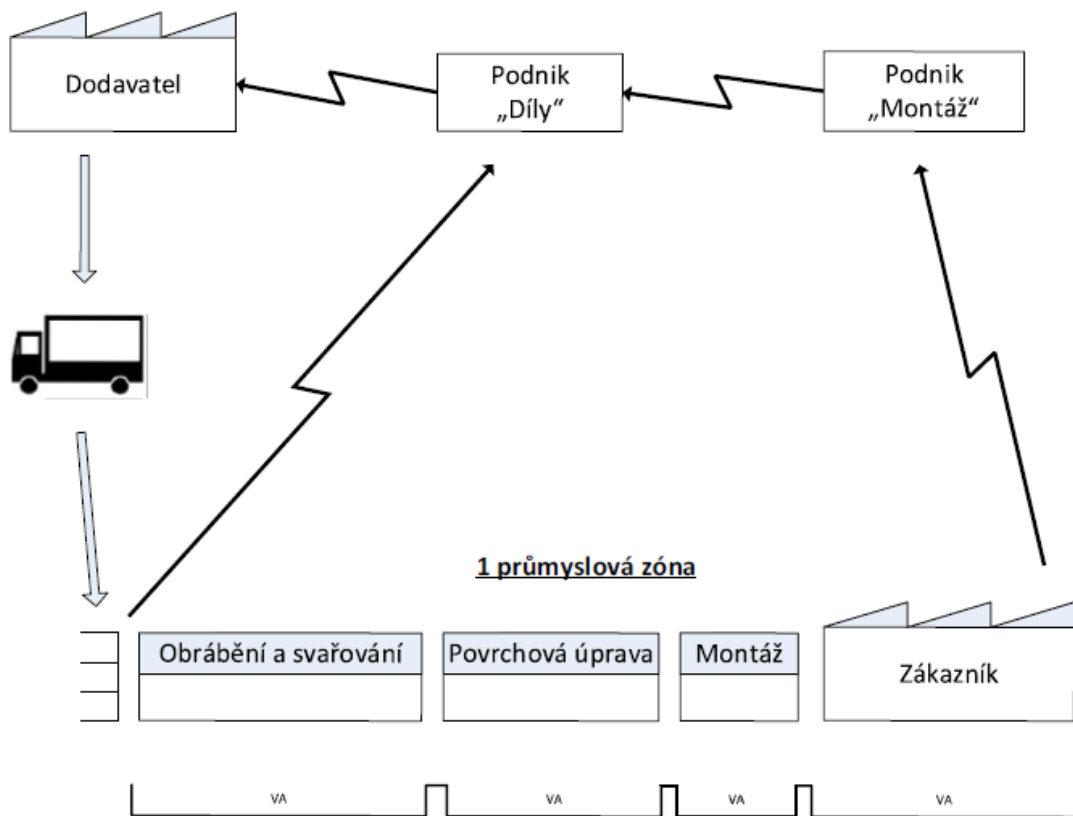 Dodavatel
Podnik
„Díly“
Podnik
„Montáž“
1 průmyslová zóna
Obrábění a svařování
Povrchová úprava
Montáž
Zákazník
VA
VA
VA
VA